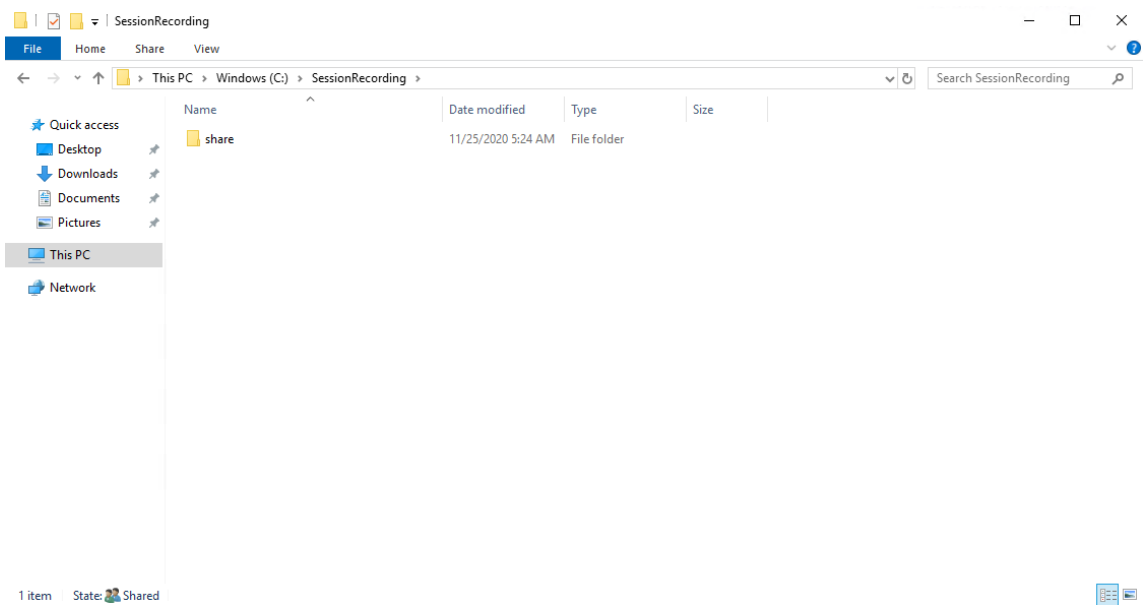 SessionRecording
File Home Share View
This PC > Windows (C:) > SessionRecording >
Search SessionRecording
Name Date modified Type Size
share 11/25/2020 5:24 AM File folder
Quick access
Desktop
Downloads
Documents
Pictures
This PC
Network
1 item State: Shared